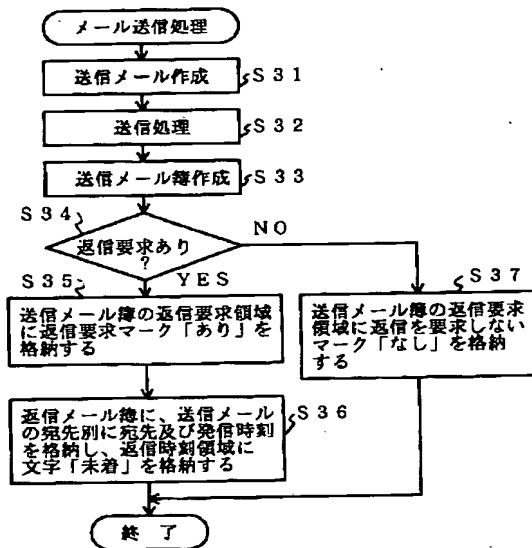 メール送信処理
送信メール作成
S31
送信処理
S32
送信メール簿作成
S33
S34
返信要求あり
?
NO
YES
S35
送信メール簿の返信要求領域
に返信要求マーク「あり」を
格納する
S37
送信メール簿の返信要求
領域に返信を要求しない
マーク「なし」を格納
する
返信メール簿に、送信メール
の宛先別に宛先及び発信時刻
を格納し、返信時刻領域に
文字「未着」を格納する
S36
終了